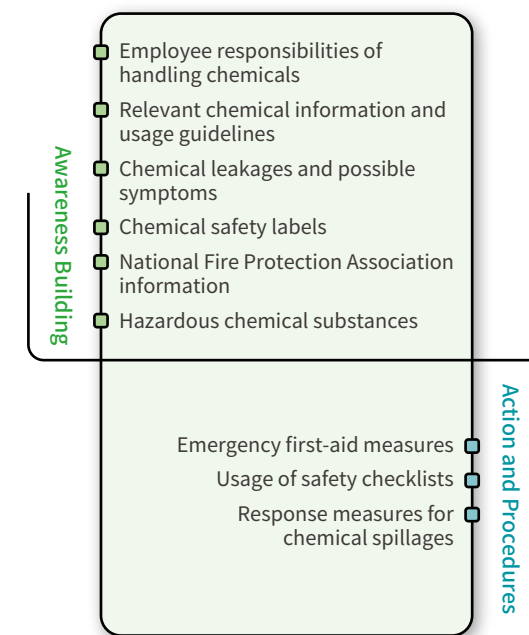 Awareness Building
Employee responsibilities of
handling chemicals
Relevant chemical information and
usage guidelines
Chemical leakages and possible
symptoms
Chemical safety labels
National Fire Protection Association
information
Hazardous chemical substances
Action and Procedures
Emergency first-aid measures
Usage of safety checklists
Response measures for
chemical spillages